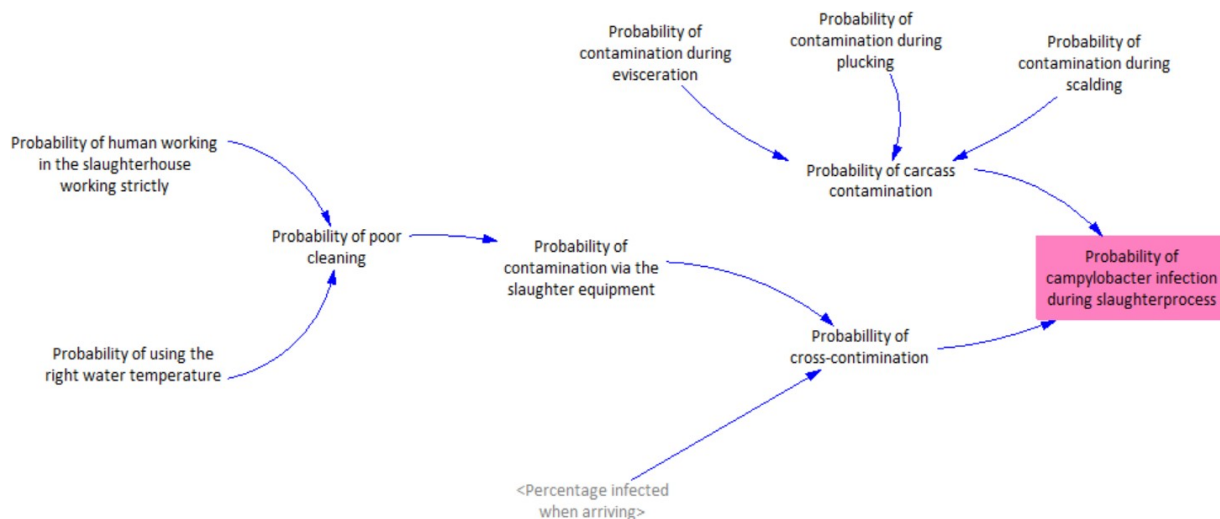 Probability of
contamination during
evisceration
Probability of
contamination during
plucking
Probability of
contamination during
scalding
Probability of human working
in the slaughterhouse
working strictly
Probability of carcass
contamination
Probability of poor
cleaning
Probability of
contamination via the
slaughter equipment
Probability of
campylobacter infection
during slaughterprocess
Probability of using the
right water temperature
Probabillity of
cross-contimination
<Percentage infected
when arriving>